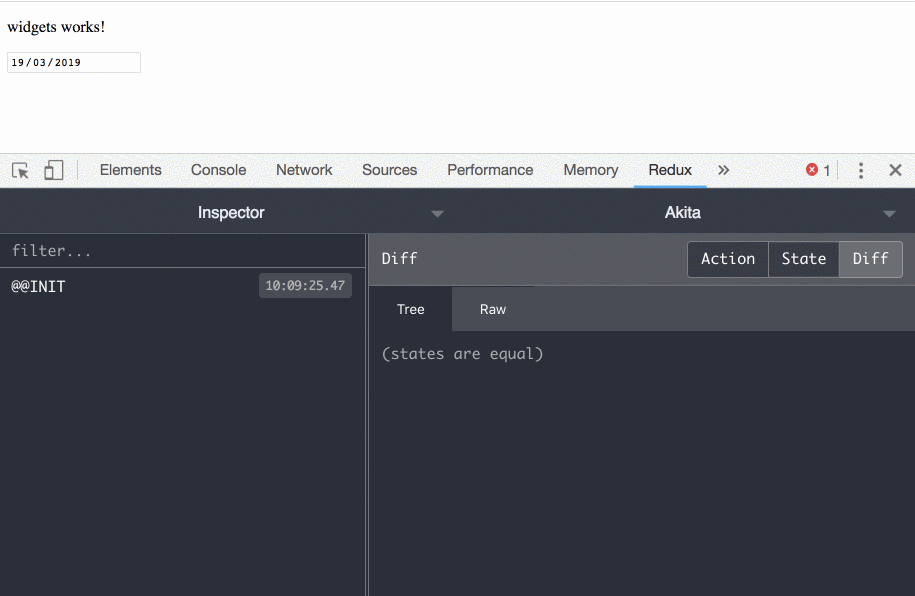 widgets works!
19/03/2019
Elements Console Network Sources Performance Memory Redux » 1
Inspector Akita
filter...
Diff Action State Diff
@@INIT 10:09:25.47
Tree Raw
(states are equal)